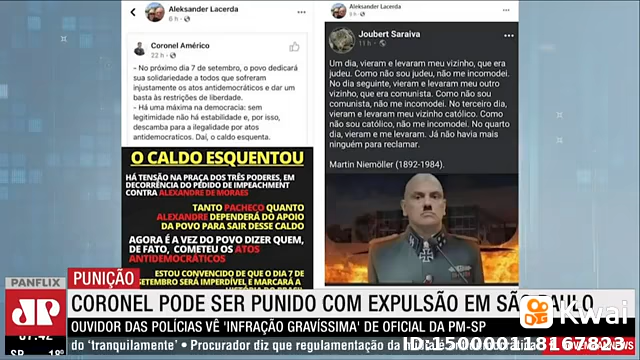 Aleksander Lacerda
6 h
Coronel Américo
22 h
- No próximo dia 7 de setembro, o povo dedicará
sua solidariedade a todos que sofreram
injustamente os atos antidemocráticos e dar um
basta às restrições de liberdade.
- Há uma máxima na democracia: sem
legitimidade não há estabilidade e, por isso,
descamba para a ilegalidade por atos
antidemocraticos. Daí, o caldo esquenta.
O CALDO ESQUENTOU
HÁ TENSÃO NA PRAÇA DOS TRÊS PODERES, EM
DECORRÊNCIA DO PEDIDO DE IMPEACHMENT
CONTRA ALEXANDRE DE MORAES
TANTO PACHECO QUANTO
ALEXANDRE DEPENDERÁ DO APOIO
DA POVO PARA SAIR DESSE CALDO
AGORA É A VEZ DO POVO DIZER QUEM,
DE FATO, COMETEU OS ATOS
ANTIDEMOCRÁTICOS
ESTOU CONVENCIDO DE QUE O DIA 7 DE
SETEMBRO SERÁ IMPERDÍVEL E MARCARÁ A
Aleksander Lacerda
9 h
Joubert Saraiva
11 h
Um dia, vieram e levaram meu vizinho, que era
judeu. Como não sou judeu, não me incomodei.
No dia seguinte, vieram e levaram meu outro
vizinho, que era comunista. Como não sou
comunista, não me incomodei. No terceiro dia,
vieram e levaram meu vizinho católico. Como
não sou católico, não me incomodei. No quarto
dia, vieram e me levaram. Já não havia mais
ninguém para reclamar.
Martin Niemöller (1892-1984).
PANFLIX
JP
PUNIÇÃO
CORONEL PODE SER PUNIDO COM EXPULSÃO EM SÃO PAULO
OUVIDOR DAS POLÍCIAS VÊ 'INFRAÇÃO GRAVÍSSIMA' DE OFICIAL DA PM-SP
SP 18°
do 'tranquilamente' • Procurador diz que regulamentação da
Kwai
ID:150000118167823